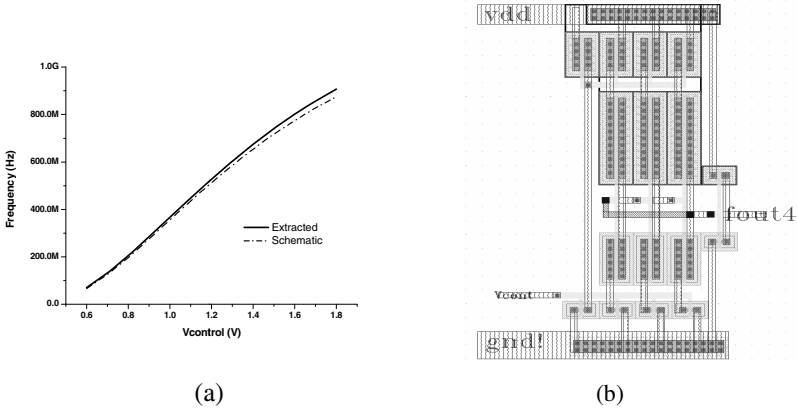 1.0G
800.0M
600.0M
400.0M
200.0M
0.0
Frequency (Hz)
0.6 0.8 1.0 1.2 1.4 1.6 1.8
Vcontrol (V)
Extracted
Schematic
(a)
vdd
fout4
Vcont
gnd!
(b)